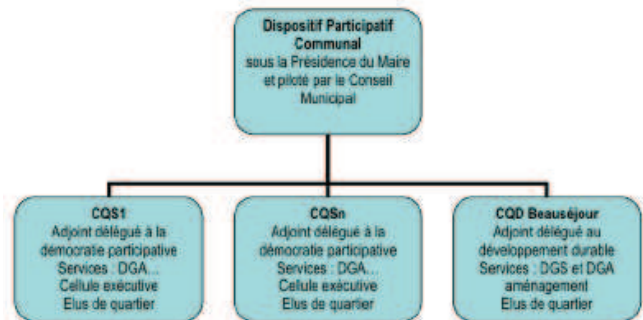 Dispositif Participatif
Communal
sous la Présidence du Maire
et piloté par le Conseil
Municipal
CQS1
Adjoint délégué à la
démocratie participative
Services : DGA...
Cellule exécutive
Elus de quartier
CQSn
Adjoint délégué à la
démocratie participative
Services : DGA...
Cellule exécutive
Elus de quartier
CQD Beauséjour
Adjoint délégué au
développement durable
Services : DGS et DGA
aménagement
Elus de quartier